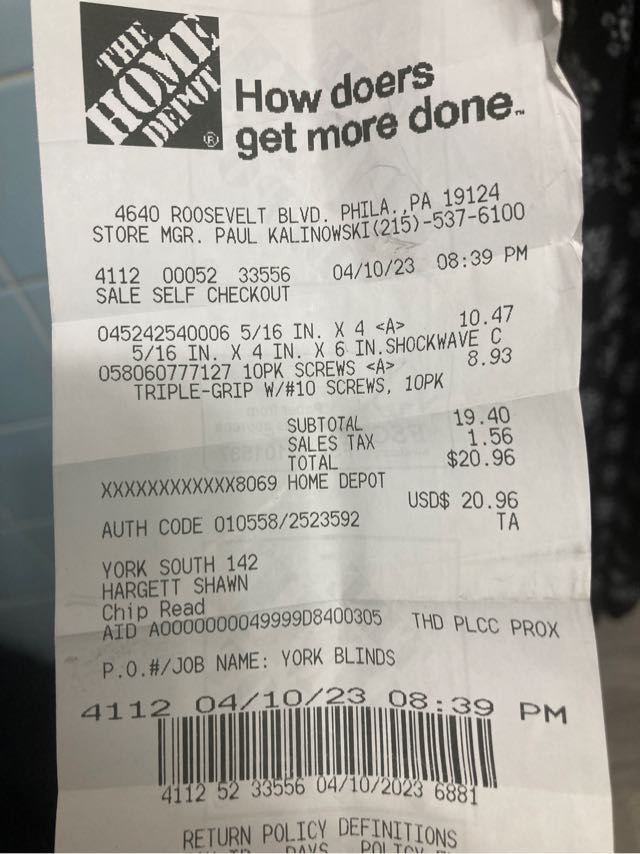 THE
HOME
DEPOT
®
How doers
get more done™
4640 ROOSEVELT BLVD. PHILA., PA 19124
STORE MGR. PAUL KALINOWSKI(215)-537-6100
4112 00052 33556 04/10/23 08:39 PM
SALE SELF CHECKOUT
045242540006 5/16 IN. X 4 <A> 10.47
5/16 IN. X 4 IN. X 6 IN.SHOCKWAVE C
058060777127 10PK SCREWS <A> 8.93
TRIPLE-GRIP W/#10 SCREWS, 10PK
SUBTOTAL 19.40
SALES TAX 1.56
TOTAL $20.96
XXXXXXXXXXXX8069 HOME DEPOT
USD$ 20.96
AUTH CODE 010558/2523592 TA
YORK SOUTH 142
HARGETT SHAWN
Chip Read
AID A0000000049999D8400305 THD PLCC PROX
P.O.#/JOB NAME: YORK BLINDS
4112 04/10/23 08:39 PM
4112 52 33556 04/10/2023 6881
RETURN POLICY DEFINITIONS
DAYS POLICY